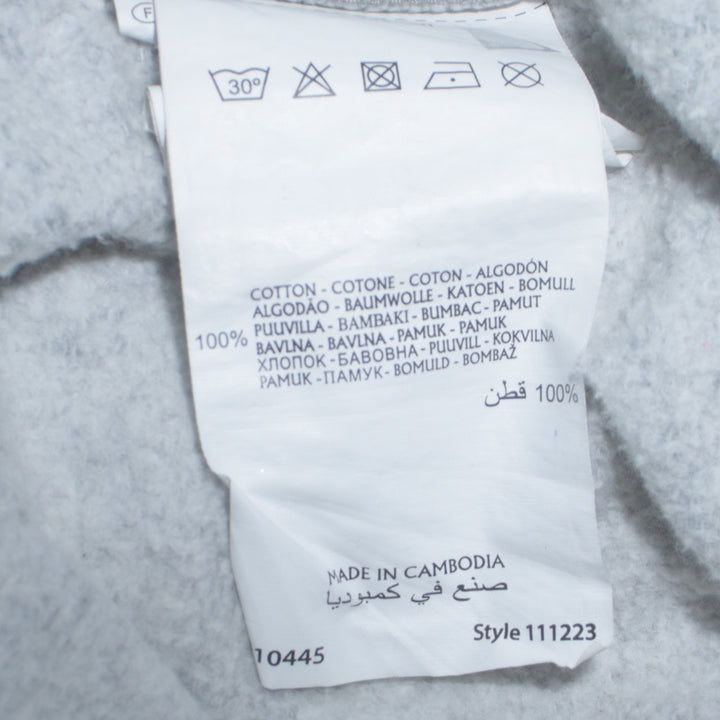 F
30°
COTTON - COTONE - COTON - ALGODÓN
ALGODÃO - BAUMWOLLE - KATOEN - BOMULL
PUUVILLA - BAMBAKI - BUMBAC - PAMUT
100% BAVLNA - BAVLNA - PAMUK - PAMUK
ХЛОПОК - БАВОВНА - PUUVILL - KOKVILNA
PAMUK - ПАМУК - BOMULD - BOMBAŽ
100% قطن
MADE IN CAMBODIA
صنع في كمبوديا
Style 111223
10445